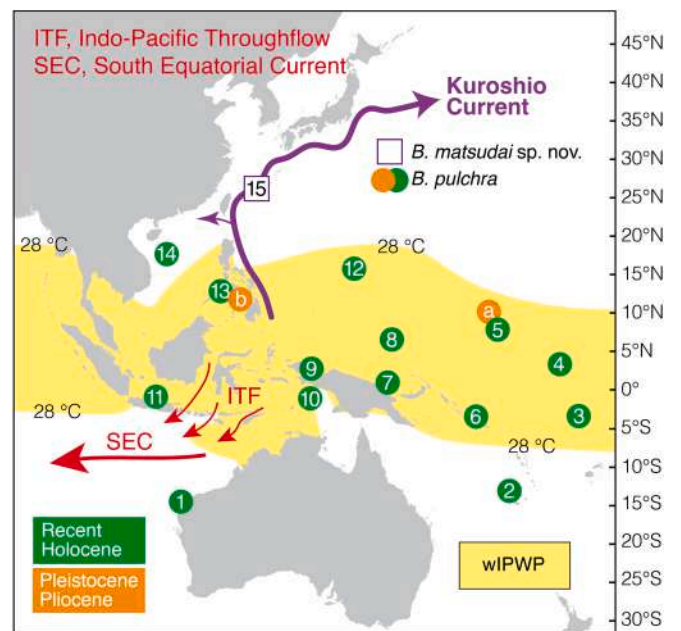 ITF, Indo-Pacific Throughflow
SEC, South Equatorial Current
45°N
40°N
Kuroshio
Current
35°N
B. matsudai sp. nov.
30°N
B. pulchra
15
25°N
20°N
28 °C
28 °C
14
12
15°N
13
b
a
10°N
5
8
4
5°N
9
7
0°
11
10
ITF
6
3
28 °C
5°S
SEC
28 °C
10°S
1
2
15°S
Recent
Holocene
20°S
wIPWP
Pleistocene
Pliocene
25°S
30°S